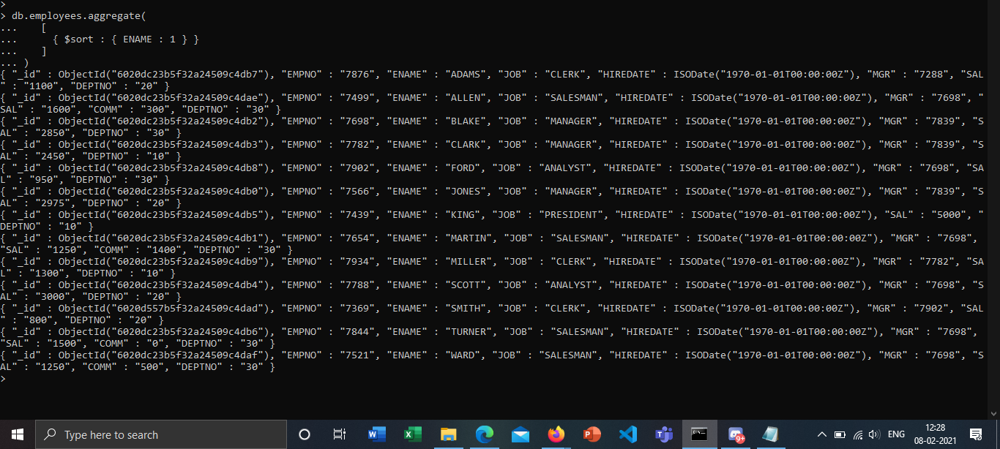 >
> db.employees.aggregate(
...    [
...      { $sort : { ENAME : 1 } }
...    ]
... )
{ "_id" : ObjectId("6020dc23b5f32a24509c4db7"), "EMPNO" : "7876", "ENAME" : "ADAMS", "JOB" : "CLERK", "HIREDATE" : ISODate("1970-01-01T00:00:00Z"), "MGR" : "7288", "SAL
" : "1100", "DEPTNO" : "20" }
{ "_id" : ObjectId("6020dc23b5f32a24509c4dae"), "EMPNO" : "7499", "ENAME" : "ALLEN", "JOB" : "SALESMAN", "HIREDATE" : ISODate("1970-01-01T00:00:00Z"), "MGR" : "7698", "
SAL" : "1600", "COMM" : "300", "DEPTNO" : "30" }
{ "_id" : ObjectId("6020dc23b5f32a24509c4db2"), "EMPNO" : "7698", "ENAME" : "BLAKE", "JOB" : "MANAGER", "HIREDATE" : ISODate("1970-01-01T00:00:00Z"), "MGR" : "7839", "S
AL" : "2850", "DEPTNO" : "30" }
{ "_id" : ObjectId("6020dc23b5f32a24509c4db3"), "EMPNO" : "7782", "ENAME" : "CLARK", "JOB" : "MANAGER", "HIREDATE" : ISODate("1970-01-01T00:00:00Z"), "MGR" : "7839", "S
AL" : "2450", "DEPTNO" : "10" }
{ "_id" : ObjectId("6020dc23b5f32a24509c4db8"), "EMPNO" : "7902", "ENAME" : "FORD", "JOB" : "ANALYST", "HIREDATE" : ISODate("1970-01-01T00:00:00Z"), "MGR" : "7698", "SA
L" : "950", "DEPTNO" : "30" }
{ "_id" : ObjectId("6020dc23b5f32a24509c4db0"), "EMPNO" : "7566", "ENAME" : "JONES", "JOB" : "MANAGER", "HIREDATE" : ISODate("1970-01-01T00:00:00Z"), "MGR" : "7839", "S
AL" : "2975", "DEPTNO" : "20" }
{ "_id" : ObjectId("6020dc23b5f32a24509c4db5"), "EMPNO" : "7439", "ENAME" : "KING", "JOB" : "PRESIDENT", "HIREDATE" : ISODate("1970-01-01T00:00:00Z"), "SAL" : "5000", "
DEPTNO" : "10" }
{ "_id" : ObjectId("6020dc23b5f32a24509c4db1"), "EMPNO" : "7654", "ENAME" : "MARTIN", "JOB" : "SALESMAN", "HIREDATE" : ISODate("1970-01-01T00:00:00Z"), "MGR" : "7698",
"SAL" : "1250", "COMM" : "1400", "DEPTNO" : "30" }
{ "_id" : ObjectId("6020dc23b5f32a24509c4db9"), "EMPNO" : "7934", "ENAME" : "MILLER", "JOB" : "CLERK", "HIREDATE" : ISODate("1970-01-01T00:00:00Z"), "MGR" : "7782", "SA
L" : "1300", "DEPTNO" : "10" }
{ "_id" : ObjectId("6020dc23b5f32a24509c4db4"), "EMPNO" : "7788", "ENAME" : "SCOTT", "JOB" : "ANALYST", "HIREDATE" : ISODate("1970-01-01T00:00:00Z"), "MGR" : "7698", "S
AL" : "3000", "DEPTNO" : "20" }
{ "_id" : ObjectId("6020d557b5f32a24509c4dad"), "EMPNO" : "7369", "ENAME" : "SMITH", "JOB" : "CLERK", "HIREDATE" : ISODate("1970-01-01T00:00:00Z"), "MGR" : "7902", "SAL
" : "800", "DEPTNO" : "20" }
{ "_id" : ObjectId("6020dc23b5f32a24509c4db6"), "EMPNO" : "7844", "ENAME" : "TURNER", "JOB" : "SALESMAN", "HIREDATE" : ISODate("1970-01-01T00:00:00Z"), "MGR" : "7698",
"SAL" : "1500", "COMM" : "0", "DEPTNO" : "30" }
{ "_id" : ObjectId("6020dc23b5f32a24509c4daf"), "EMPNO" : "7521", "ENAME" : "WARD", "JOB" : "SALESMAN", "HIREDATE" : ISODate("1970-01-01T00:00:00Z"), "MGR" : "7698", "S
AL" : "1250", "COMM" : "500", "DEPTNO" : "30" }
>
Type here to search
9+
ENG
12:28
08-02-2021